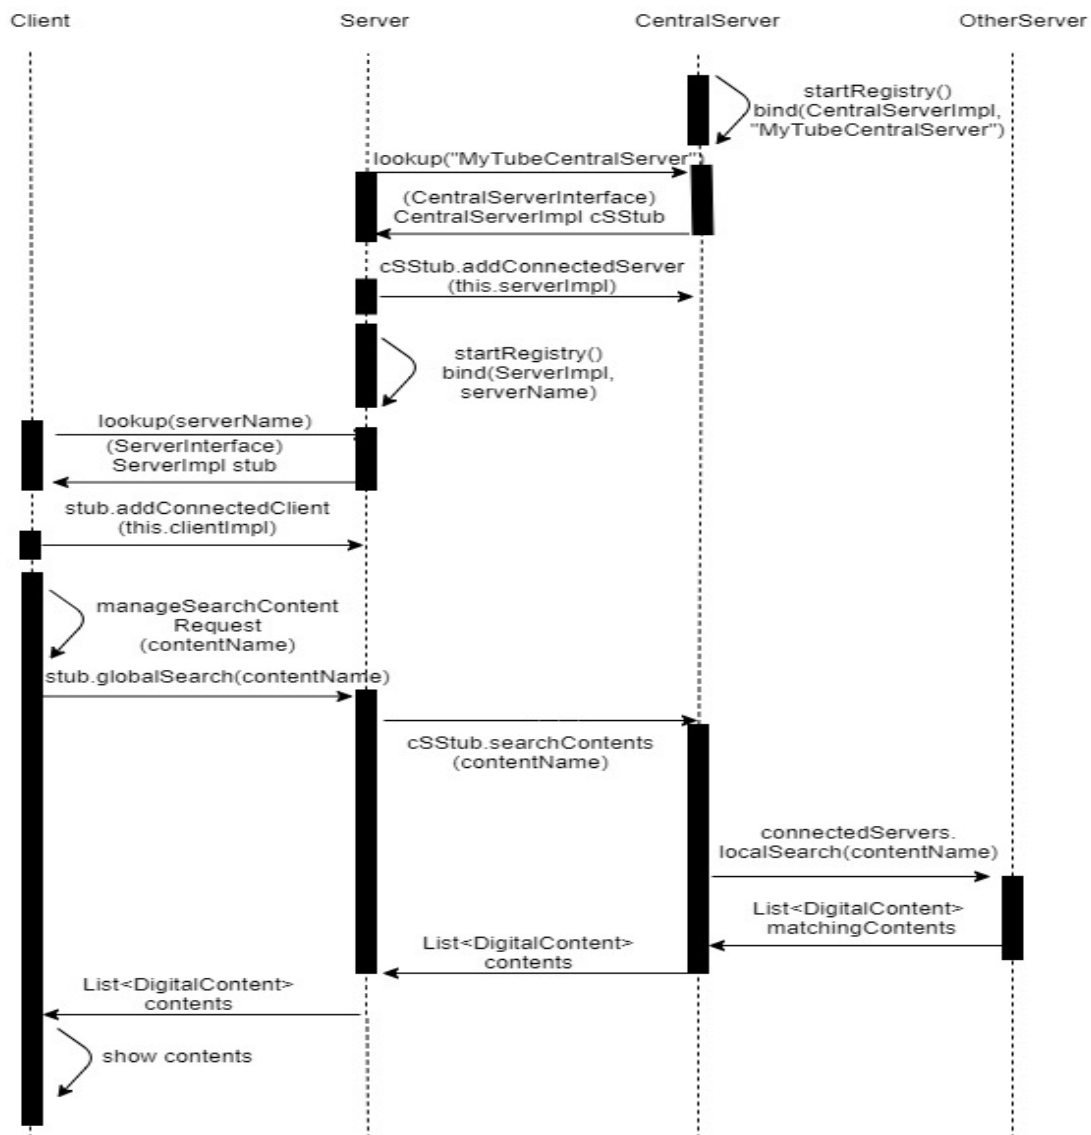 Client
Server
CentralServer
OtherServer
startRegistry()
bind(CentralServerImpl,
"MyTubeCentralServer")
lookup("MyTubeCentralServer")
(CentralServerInterface)
CentralServerImpl cSStub
cSStub.addConnectedServer
(this.serverImpl)
startRegistry()
bind(ServerImpl,
serverName)
lookup(serverName)
(ServerInterface)
ServerImpl stub
stub.addConnectedClient
(this.clientImpl)
manageSearchContent
Request
(contentName)
stub.globalSearch(contentName)
cSStub.searchContents
(contentName)
connectedServers.
localSearch(contentName)
List<DigitalContent>
matchingContents
List<DigitalContent>
contents
List<DigitalContent>
contents
show contents